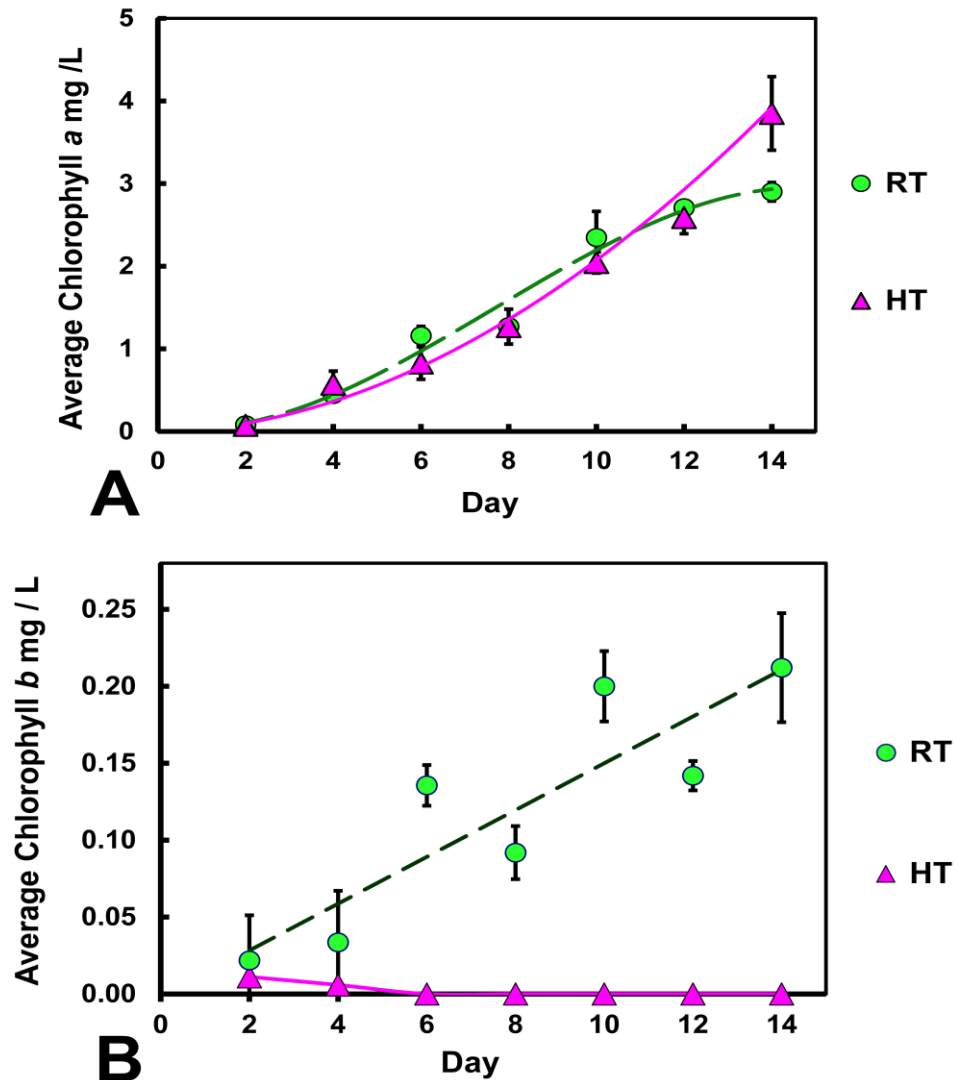 5
4
3
2
1
0
Average Chlorophyll a mg /L
0 2 4 6 8 10 12 14
Day
A
RT
HT
0.25
0.20
0.15
0.10
0.05
0.00
Average Chlorophyll b mg / L
0 2 4 6 8 10 12 14
Day
B
RT
HT